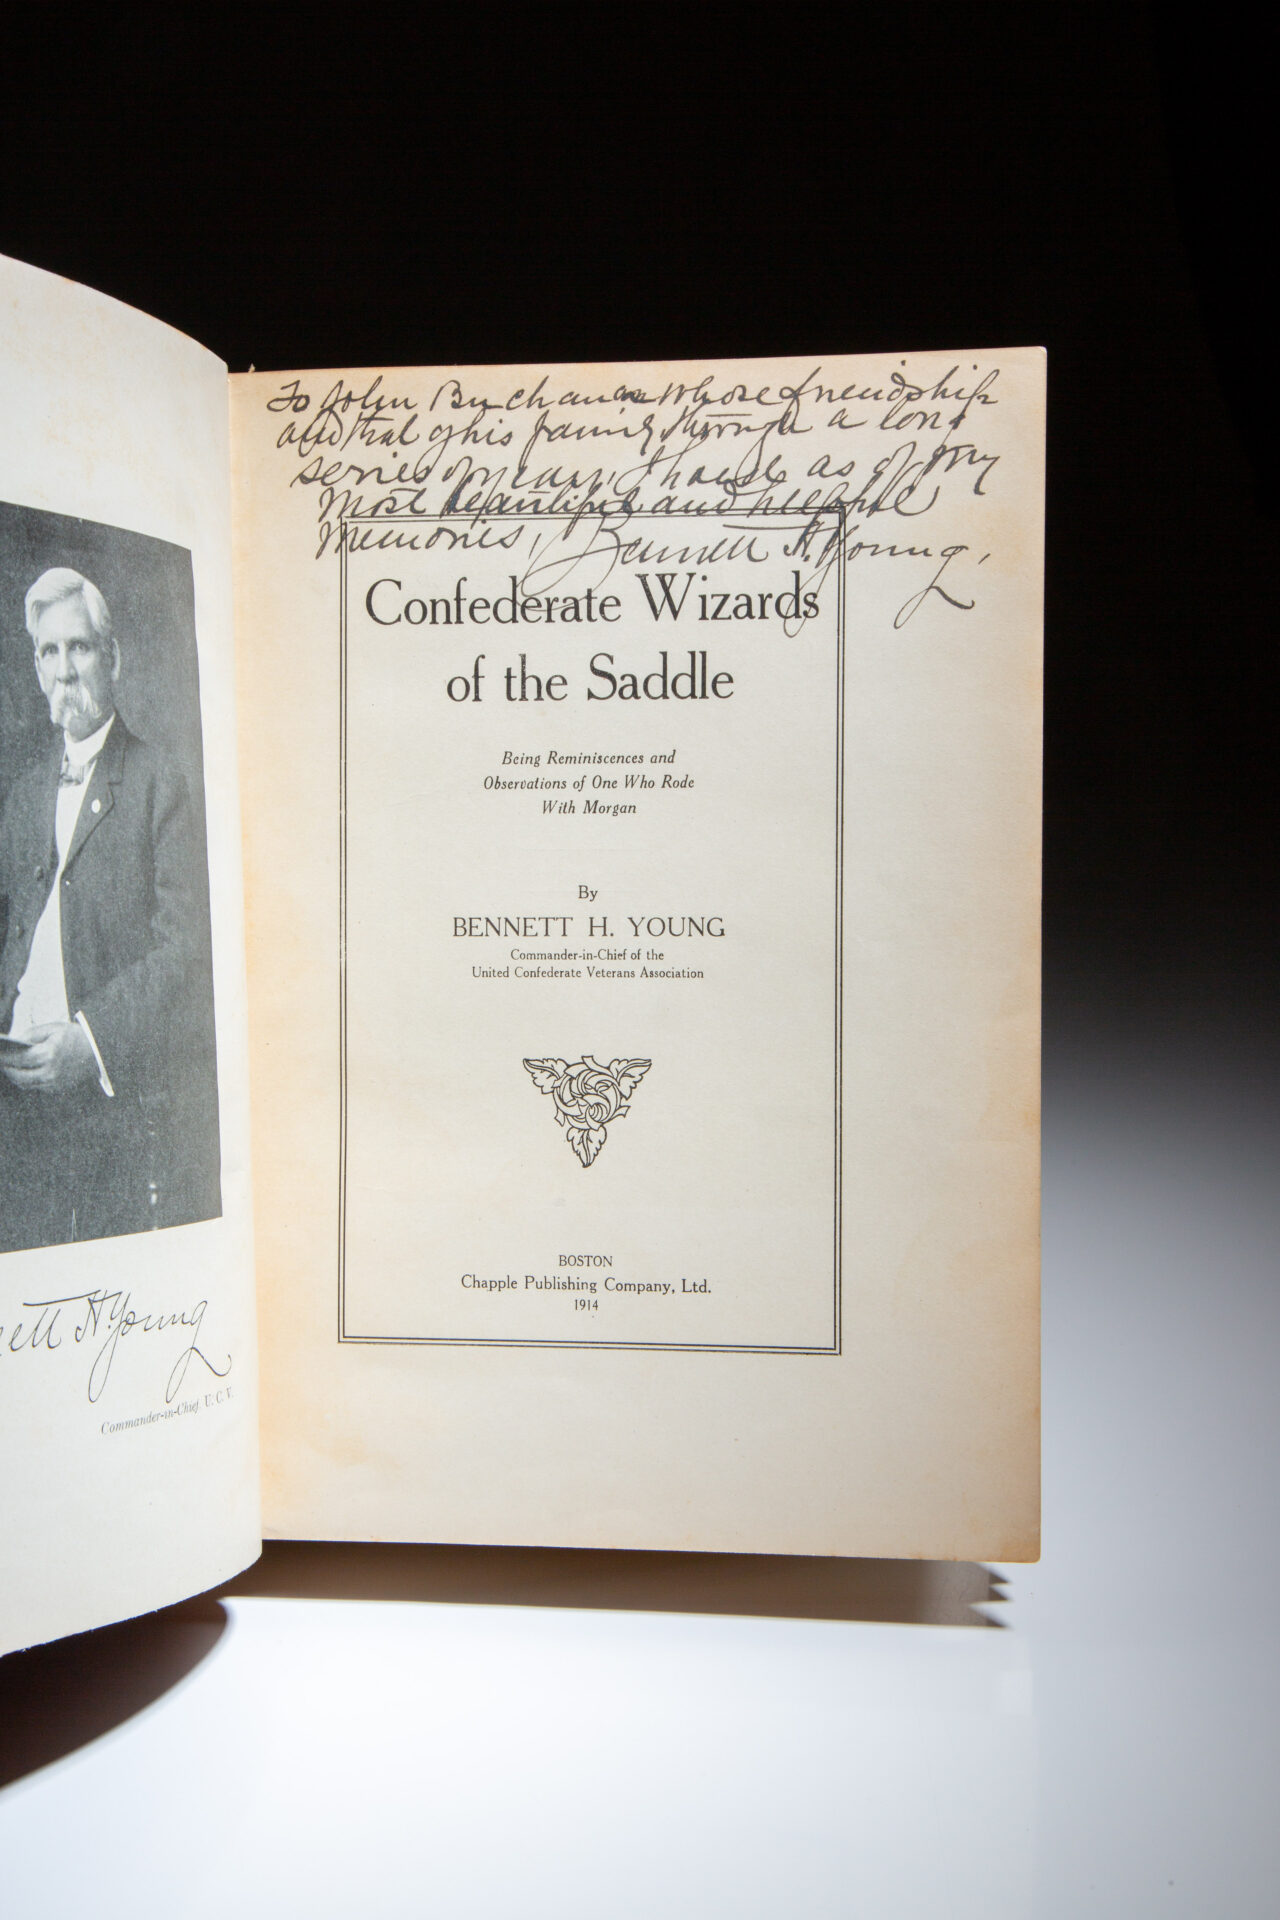 To John Buchanan whose friendship
and that of his family through a long
series of years, I have as of my
most beautiful and helpful
memories, Bennett H. Young,
Confederate Wizards
of the Saddle
Being Reminiscences and
Observations of One Who Rode
With Morgan
By
BENNETT H. YOUNG
Commander-in-Chief of the
United Confederate Veterans Association
BOSTON
Chapple Publishing Company, Ltd.
1914
ett H. Young
Commander-in-Chief, U. C. V.